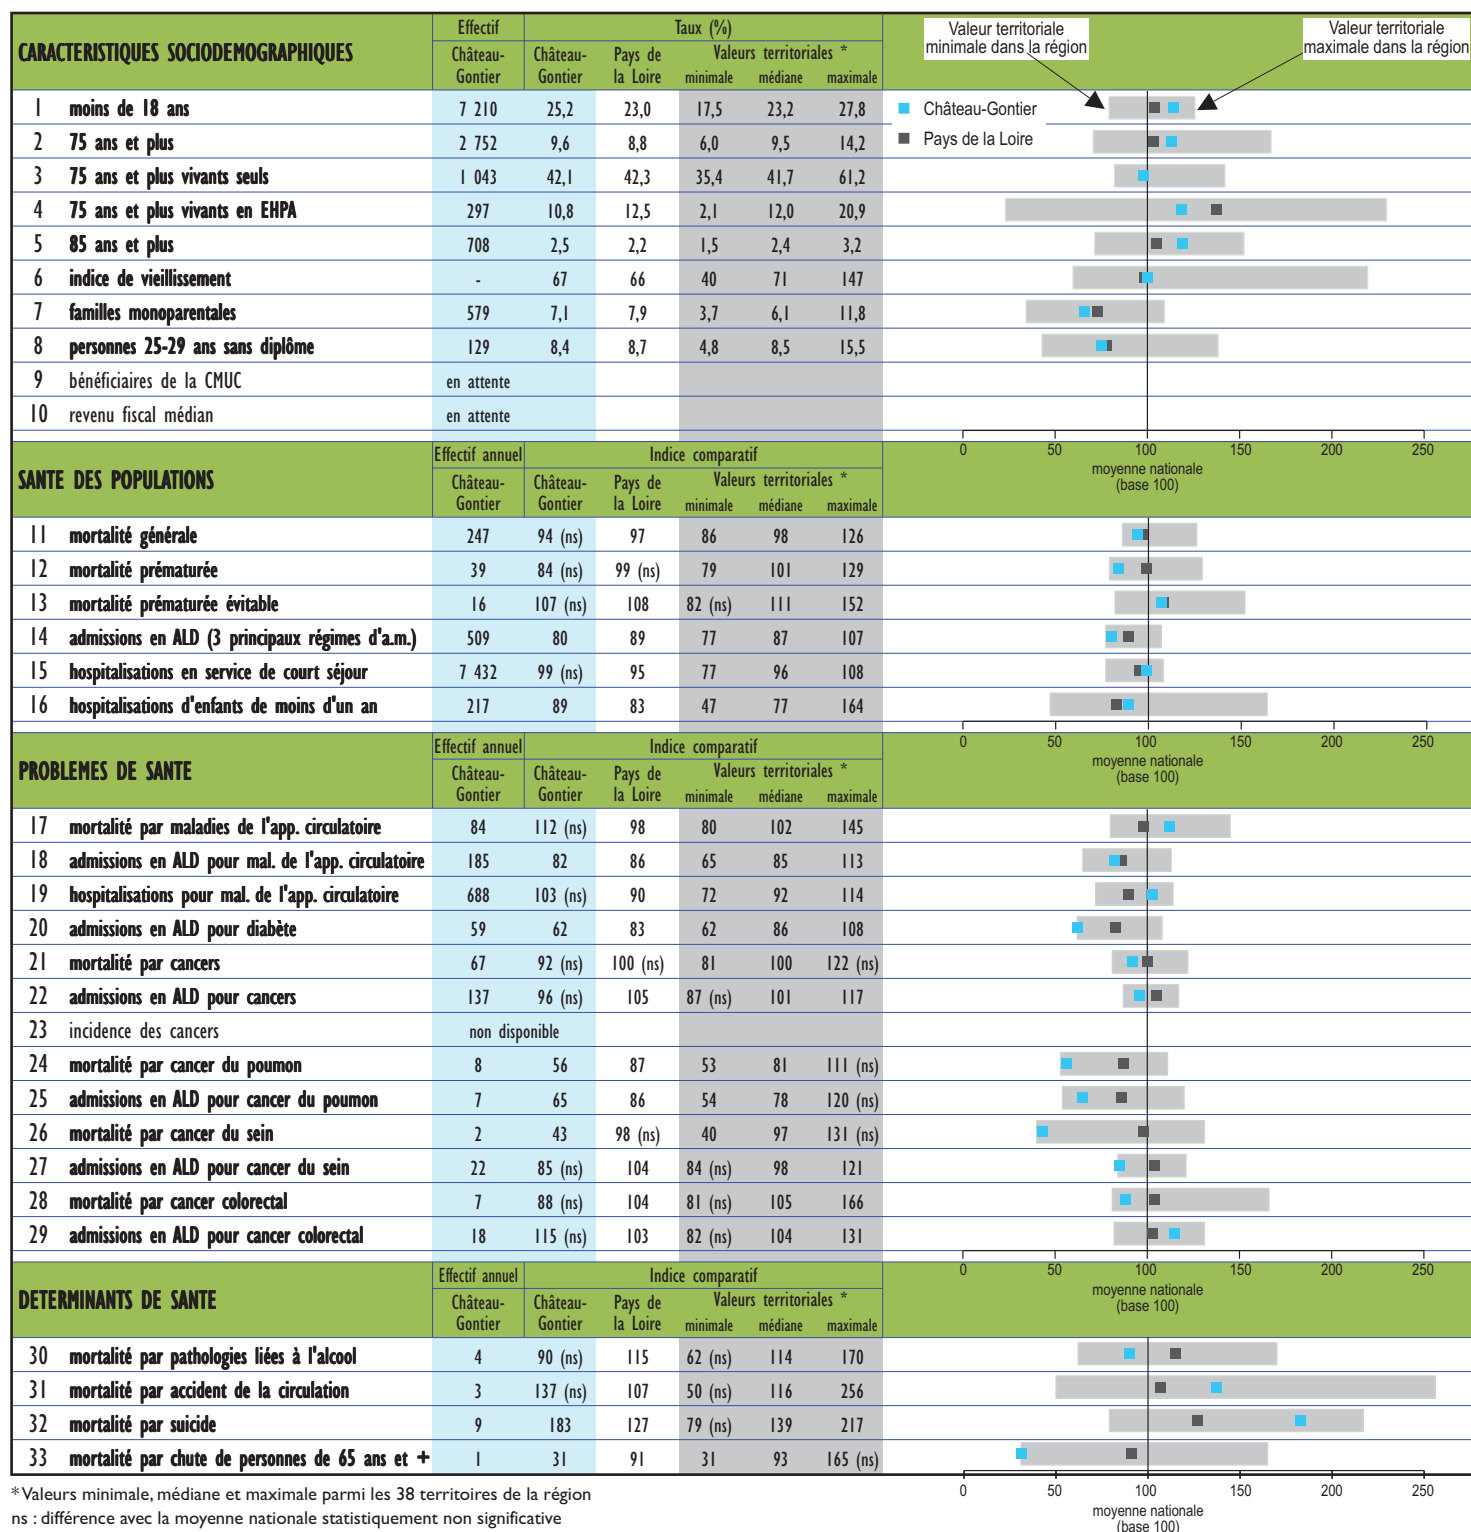 CARACTERISTIQUES SOCIODEMOGRAPHIQUES
Effectif Taux (%)
Château-Gontier Château-Gontier Pays de la Loire Valeurs territoriales *
minimale médiane maximale
Valeur territoriale minimale dans la région
Valeur territoriale maximale dans la région
Château-Gontier
Pays de la Loire
1 moins de 18 ans 7 210 25,2 23,0 17,5 23,2 27,8
2 75 ans et plus 2 752 9,6 8,8 6,0 9,5 14,2
3 75 ans et plus vivants seuls 1 043 42,1 42,3 35,4 41,7 61,2
4 75 ans et plus vivants en EHPA 297 10,8 12,5 2,1 12,0 20,9
5 85 ans et plus 708 2,5 2,2 1,5 2,4 3,2
6 indice de vieillissement - 67 66 40 71 147
7 familles monoparentales 579 7,1 7,9 3,7 6,1 11,8
8 personnes 25-29 ans sans diplôme 129 8,4 8,7 4,8 8,5 15,5
9 bénéficiaires de la CMUC en attente
10 revenu fiscal médian en attente
0 50 100 150 200 250
moyenne nationale
(base 100)
SANTE DES POPULATIONS
Effectif annuel Indice comparatif
Château-Gontier Château-Gontier Pays de la Loire Valeurs territoriales *
minimale médiane maximale
11 mortalité générale 247 94 (ns) 97 86 98 126
12 mortalité prématurée 39 84 (ns) 99 (ns) 79 101 129
13 mortalité prématurée évitable 16 107 (ns) 108 82 (ns) 111 152
14 admissions en ALD (3 principaux régimes d'a.m.) 509 80 89 77 87 107
15 hospitalisations en service de court séjour 7 432 99 (ns) 95 77 96 108
16 hospitalisations d'enfants de moins d'un an 217 89 83 47 77 164
0 50 100 150 200 250
moyenne nationale
(base 100)
PROBLEMES DE SANTE
Effectif annuel Indice comparatif
Château-Gontier Château-Gontier Pays de la Loire Valeurs territoriales *
minimale médiane maximale
17 mortalité par maladies de l'app. circulatoire 84 112 (ns) 98 80 102 145
18 admissions en ALD pour mal. de l'app. circulatoire 185 82 86 65 85 113
19 hospitalisations pour mal. de l'app. circulatoire 688 103 (ns) 90 72 92 114
20 admissions en ALD pour diabète 59 62 83 62 86 108
21 mortalité par cancers 67 92 (ns) 100 (ns) 81 100 122 (ns)
22 admissions en ALD pour cancers 137 96 (ns) 105 87 (ns) 101 117
23 incidence des cancers non disponible
24 mortalité par cancer du poumon 8 56 87 53 81 111 (ns)
25 admissions en ALD pour cancer du poumon 7 65 86 54 78 120 (ns)
26 mortalité par cancer du sein 2 43 98 (ns) 40 97 131 (ns)
27 admissions en ALD pour cancer du sein 22 85 (ns) 104 84 (ns) 98 121
28 mortalité par cancer colorectal 7 88 (ns) 104 81 (ns) 105 166
29 admissions en ALD pour cancer colorectal 18 115 (ns) 103 82 (ns) 104 131
0 50 100 150 200 250
moyenne nationale
(base 100)
DETERMINANTS DE SANTE
Effectif annuel Indice comparatif
Château-Gontier Château-Gontier Pays de la Loire Valeurs territoriales *
minimale médiane maximale
30 mortalité par pathologies liées à l'alcool 4 90 (ns) 115 62 (ns) 114 170
31 mortalité par accident de la circulation 3 137 (ns) 107 50 (ns) 116 256
32 mortalité par suicide 9 183 127 79 (ns) 139 217
33 mortalité par chute de personnes de 65 ans et + 1 31 91 31 93 165 (ns)
0 50 100 150 200 250
moyenne nationale
(base 100)
* Valeurs minimale, médiane et maximale parmi les 38 territoires de la région
ns : différence avec la moyenne nationale statistiquement non significative